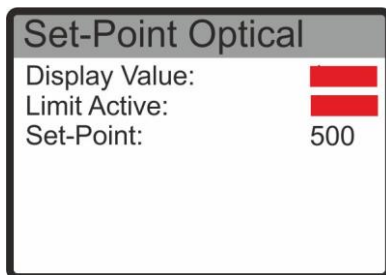 Set-Point Optical
Display Value:
Limit Active:
Set-Point: 500